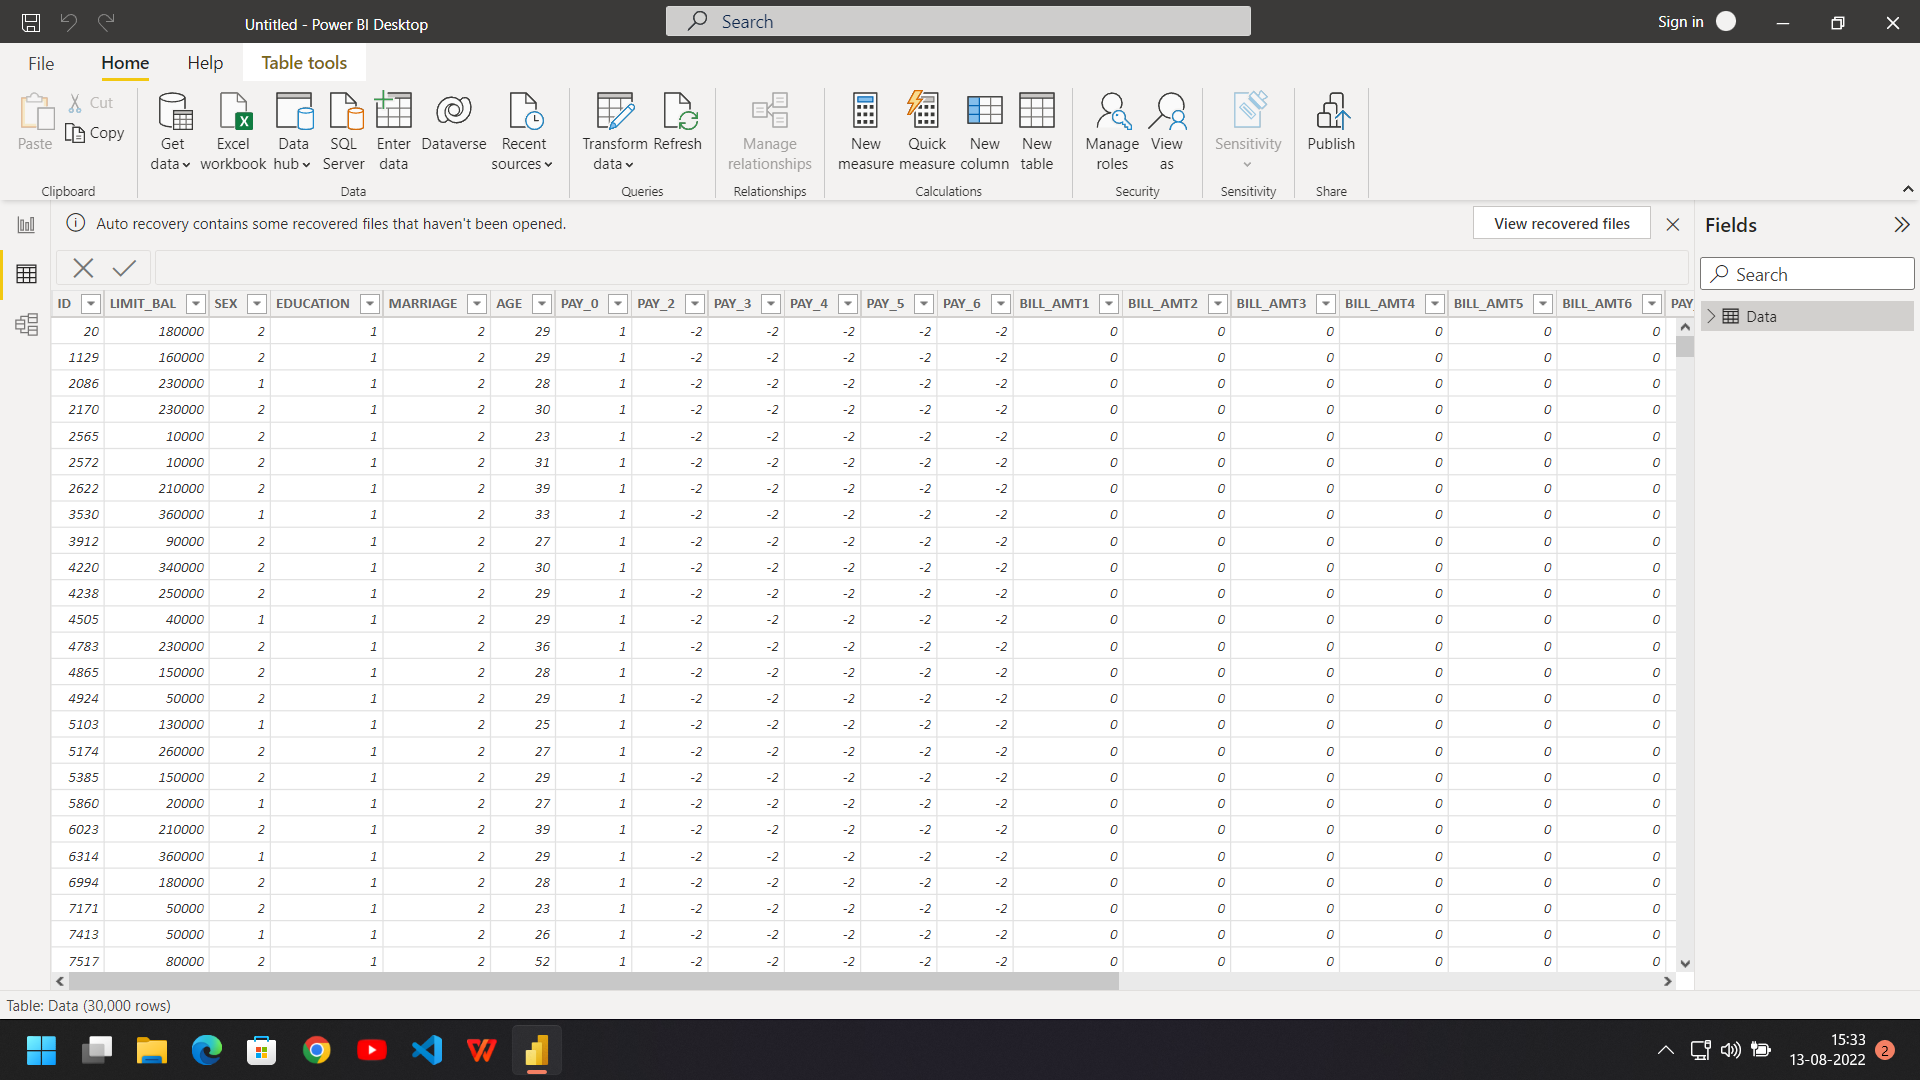 Untitled - Power BI Desktop
Search
Sign in
File Home Help Table tools
Paste
Cut
Copy
Clipboard
Get data
Excel workbook
Data hub
SQL Server
Enter data
Dataverse
Recent sources
Data
Transform data
Refresh
Queries
Manage relationships
Relationships
New measure
Quick measure
New column
New table
Calculations
Manage roles
View as
Security
Sensitivity
Sensitivity
Publish
Share
Auto recovery contains some recovered files that haven't been opened.
View recovered files
Fields
Search
Data
ID LIMIT_BAL SEX EDUCATION MARRIAGE AGE PAY_0 PAY_2 PAY_3 PAY_4 PAY_5 PAY_6 BILL_AMT1 BILL_AMT2 BILL_AMT3 BILL_AMT4 BILL_AMT5 BILL_AMT6 PAY_
20 180000 2 1 2 29 1 -2 -2 -2 -2 -2 0 0 0 0 0 0
1129 160000 2 1 2 29 1 -2 -2 -2 -2 -2 0 0 0 0 0 0
2086 230000 1 1 2 28 1 -2 -2 -2 -2 -2 0 0 0 0 0 0
2170 230000 2 1 2 30 1 -2 -2 -2 -2 -2 0 0 0 0 0 0
2565 10000 2 1 2 23 1 -2 -2 -2 -2 -2 0 0 0 0 0 0
2572 10000 2 1 2 31 1 -2 -2 -2 -2 -2 0 0 0 0 0 0
2622 210000 2 1 2 39 1 -2 -2 -2 -2 -2 0 0 0 0 0 0
3530 360000 1 1 2 33 1 -2 -2 -2 -2 -2 0 0 0 0 0 0
3912 90000 2 1 2 27 1 -2 -2 -2 -2 -2 0 0 0 0 0 0
4220 340000 2 1 2 30 1 -2 -2 -2 -2 -2 0 0 0 0 0 0
4238 250000 2 1 2 29 1 -2 -2 -2 -2 -2 0 0 0 0 0 0
4505 40000 1 1 2 29 1 -2 -2 -2 -2 -2 0 0 0 0 0 0
4783 230000 2 1 2 36 1 -2 -2 -2 -2 -2 0 0 0 0 0 0
4865 150000 2 1 2 28 1 -2 -2 -2 -2 -2 0 0 0 0 0 0
4924 50000 2 1 2 29 1 -2 -2 -2 -2 -2 0 0 0 0 0 0
5103 130000 1 1 2 25 1 -2 -2 -2 -2 -2 0 0 0 0 0 0
5174 260000 2 1 2 27 1 -2 -2 -2 -2 -2 0 0 0 0 0 0
5385 150000 2 1 2 29 1 -2 -2 -2 -2 -2 0 0 0 0 0 0
5860 20000 1 1 2 27 1 -2 -2 -2 -2 -2 0 0 0 0 0 0
6023 210000 2 1 2 39 1 -2 -2 -2 -2 -2 0 0 0 0 0 0
6314 360000 1 1 2 29 1 -2 -2 -2 -2 -2 0 0 0 0 0 0
6994 180000 2 1 2 28 1 -2 -2 -2 -2 -2 0 0 0 0 0 0
7171 50000 2 1 2 23 1 -2 -2 -2 -2 -2 0 0 0 0 0 0
7413 50000 1 1 2 26 1 -2 -2 -2 -2 -2 0 0 0 0 0 0
7517 80000 2 1 2 52 1 -2 -2 -2 -2 -2 0 0 0 0 0 0
Table: Data (30,000 rows)
15:33
13-08-2022
2